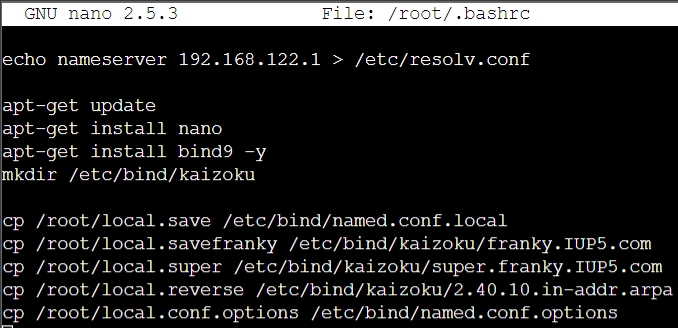 GNU nano 2.5.3 File: /root/.bashrc
echo nameserver 192.168.122.1 > /etc/resolv.conf
apt-get update
apt-get install nano
apt-get install bind9 -y
mkdir /etc/bind/kaizoku
cp /root/local.save /etc/bind/named.conf.local
cp /root/local.savefranky /etc/bind/kaizoku/franky.IUP5.com
cp /root/local.super /etc/bind/kaizoku/super.franky.IUP5.com
cp /root/local.reverse /etc/bind/kaizoku/2.40.10.in-addr.arpa
cp /root/local.conf.options /etc/bind/named.conf.options